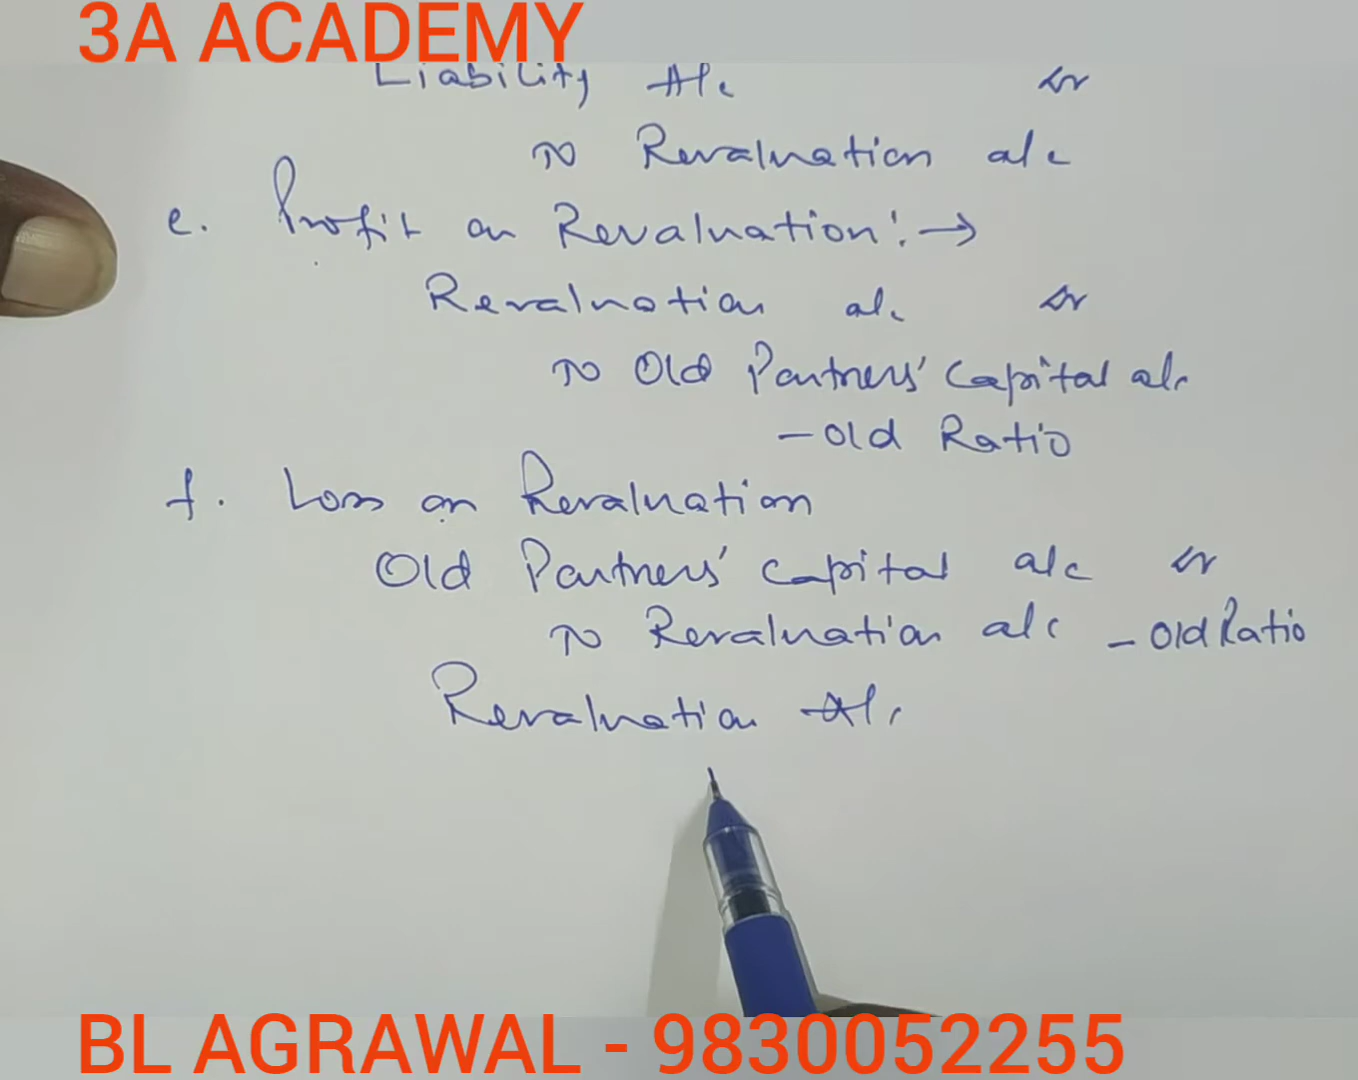 3A ACADEMY
Liability A/c Dr
To Revaluation a/c
e. Profit on Revaluation:→
Revaluation a/c Dr
To Old Partners' Capital a/c
- Old Ratio
f. Loss on Revaluation
Old Partners' Capital a/c Dr
To Revaluation a/c - Old Ratio
Revaluation A/c
BL AGRAWAL - 9830052255